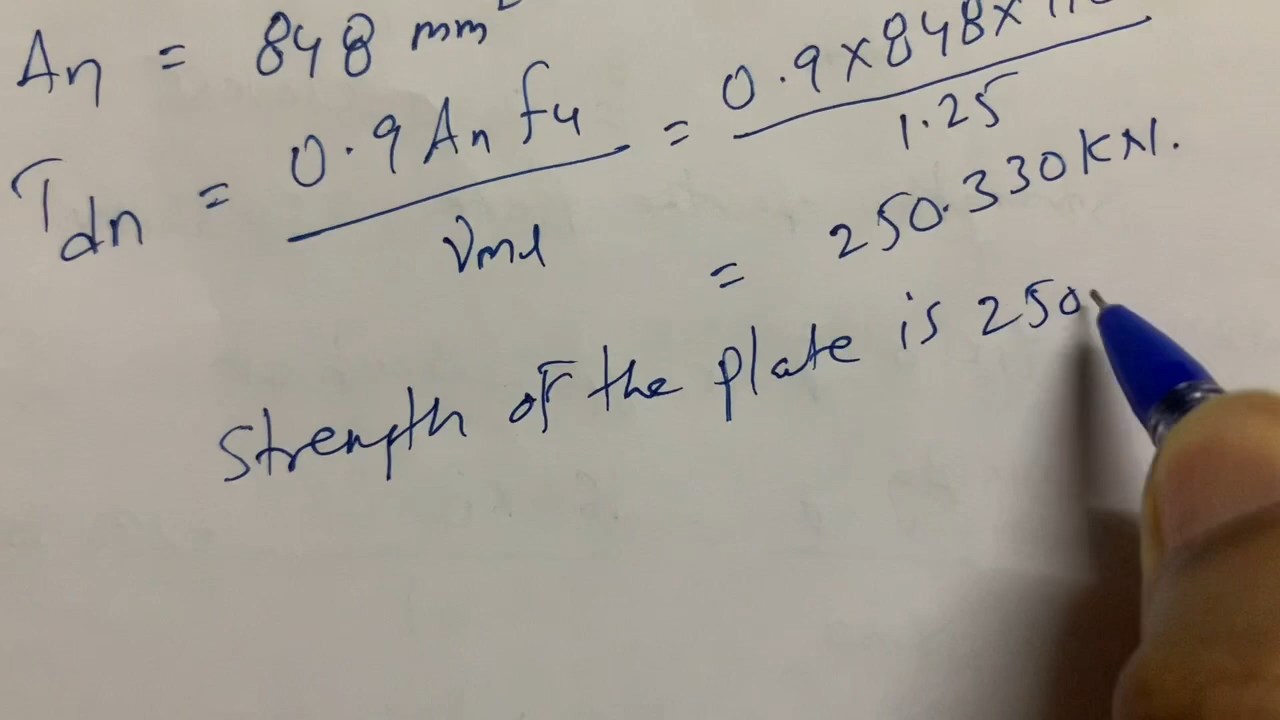 An = 848 mm²
Tdn = 0.9 An fu / γm1 = 0.9 × 848 ×
1.25
= 250.330 KN.
Strength of the plate is 250